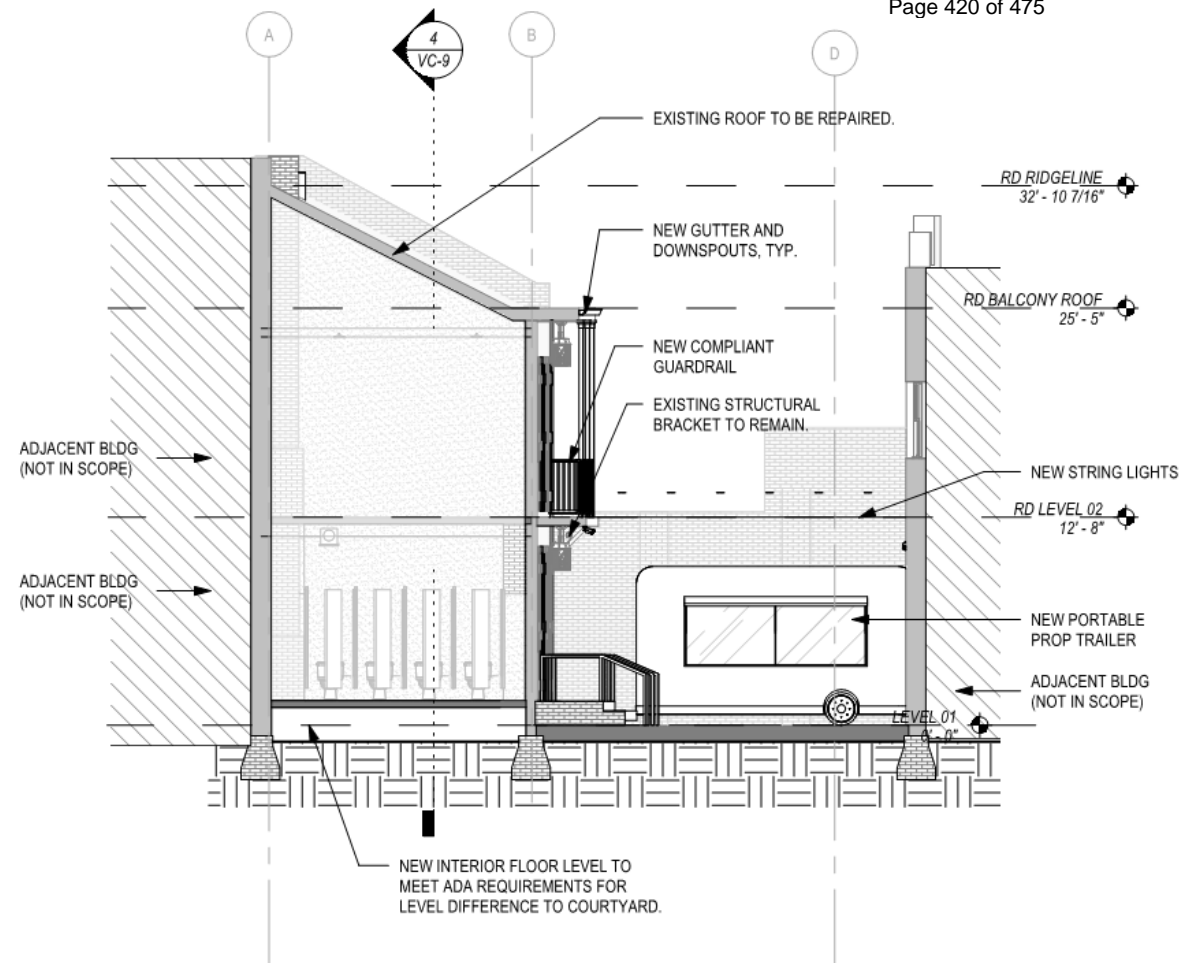 Page 420 of 475
A
4
VC-9
B
D
EXISTING ROOF TO BE REPAIRED.
RD RIDGELINE
32' - 10 7/16"
NEW GUTTER AND
DOWNSPOUTS, TYP.
RD BALCONY ROOF
25' - 5"
NEW COMPLIANT
GUARDRAIL
EXISTING STRUCTURAL
BRACKET TO REMAIN.
ADJACENT BLDG
(NOT IN SCOPE)
NEW STRING LIGHTS
RD LEVEL 02
12' - 8"
ADJACENT BLDG
(NOT IN SCOPE)
NEW PORTABLE
PROP TRAILER
ADJACENT BLDG
(NOT IN SCOPE)
LEVEL 01
0' - 0"
NEW INTERIOR FLOOR LEVEL TO
MEET ADA REQUIREMENTS FOR
LEVEL DIFFERENCE TO COURTYARD.